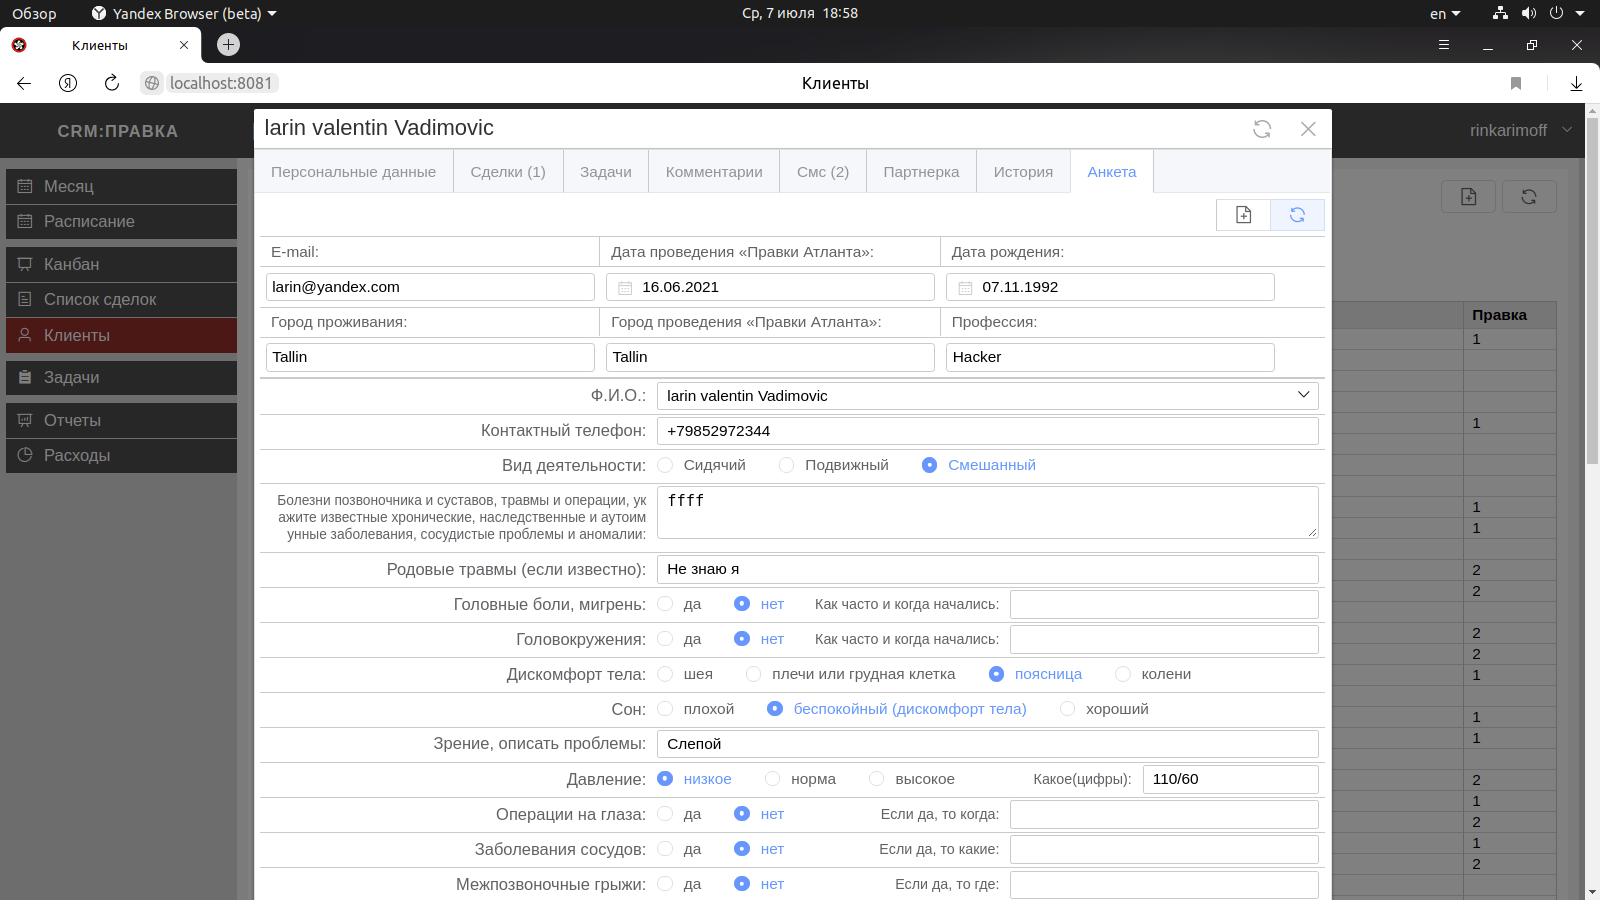 Обзор
Yandex Browser (beta)
Ср, 7 июля 18:58
en
Клиенты
localhost:8081
Клиенты
CRM:ПРАВКА
rinkarimoff
Месяц
Расписание
Канбан
Список сделок
Клиенты
Задачи
Отчеты
Расходы
larin valentin Vadimovic
Персональные данные
Сделки (1)
Задачи
Комментарии
Смс (2)
Партнерка
История
Анкета
E-mail:
Дата проведения «Правки Атланта»:
Дата рождения:
larin@yandex.com
16.06.2021
07.11.1992
Город проживания:
Город проведения «Правки Атланта»:
Профессия:
Tallin
Tallin
Hacker
Ф.И.О.: larin valentin Vadimovic
Контактный телефон: +79852972344
Вид деятельности: Сидячий Подвижный Смешанный
Болезни позвоночника и суставов, травмы и операции, ук
ажите известные хронические, наследственные и аутоим
унные заболевания, сосудистые проблемы и аномалии:
ffff
Родовые травмы (если известно): Не знаю я
Головные боли, мигрень: да нет Как часто и когда начались:
Головокружения: да нет Как часто и когда начались:
Дискомфорт тела: шея плечи или грудная клетка поясница колени
Сон: плохой беспокойный (дискомфорт тела) хороший
Зрение, описать проблемы: Слепой
Давление: низкое норма высокое Какое(цифры): 110/60
Операции на глаза: да нет Если да, то когда:
Заболевания сосудов: да нет Если да, то какие:
Межпозвоночные грыжи: да нет Если да, то где:
Правка
1
1
1
1
2
2
2
2
1
1
1
2
1
2
1
2